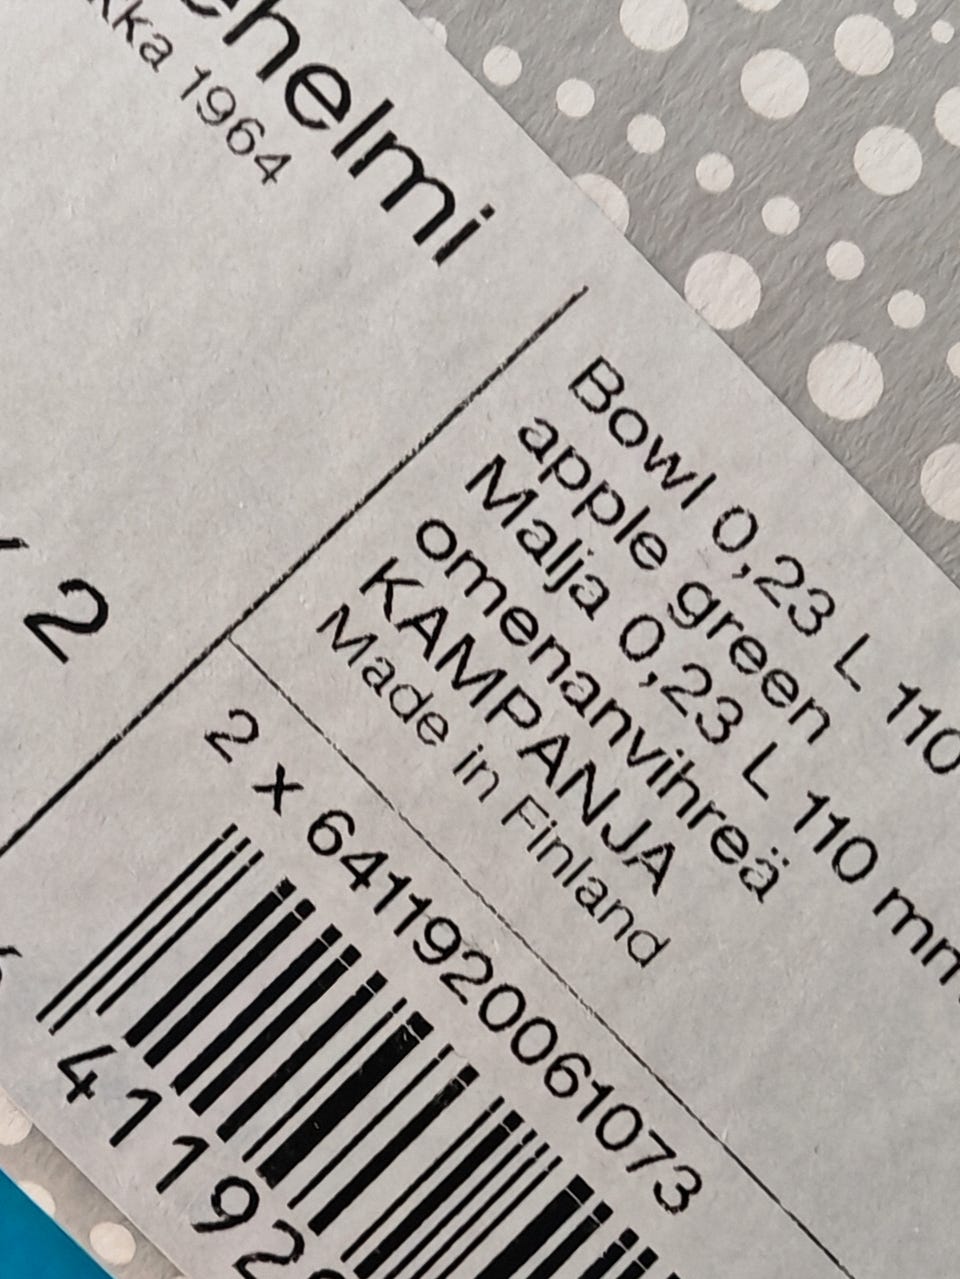 helmi
kka 1964
2
Bowl 0,23 L 110
apple green
Malja 0,23 L 110 mm
omenanvihreä
KAMPANJA
Made in Finland
2 x 6411920061073
41192